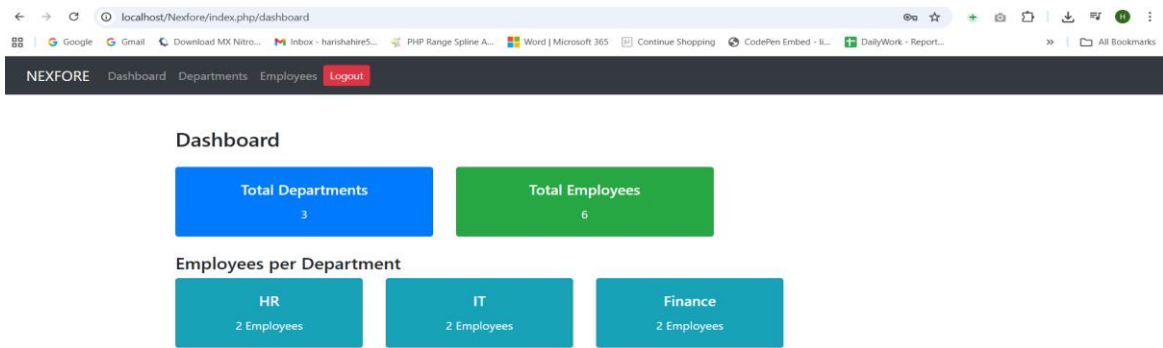 localhost/Nexfore/index.php/dashboard
Google Gmail Download MX Nitro... Inbox - harishahire5... PHP Range Spline A... Word | Microsoft 365 Continue Shopping CodePen Embed - li... DailyWork - Report... » All Bookmarks
NEXFORE Dashboard Departments Employees Logout
Dashboard
Total Departments Total Employees
3 6
Employees per Department
HR IT Finance
2 Employees 2 Employees 2 Employees